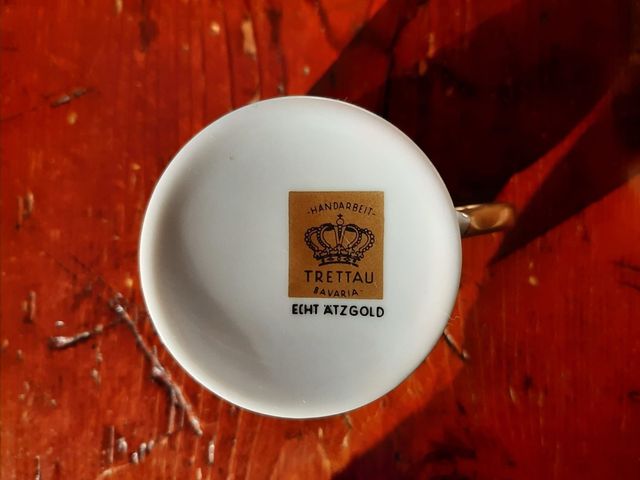 -HANDARBEIT-
TRETTAU
BAVARIA-
ECHT ÄTZGOLD